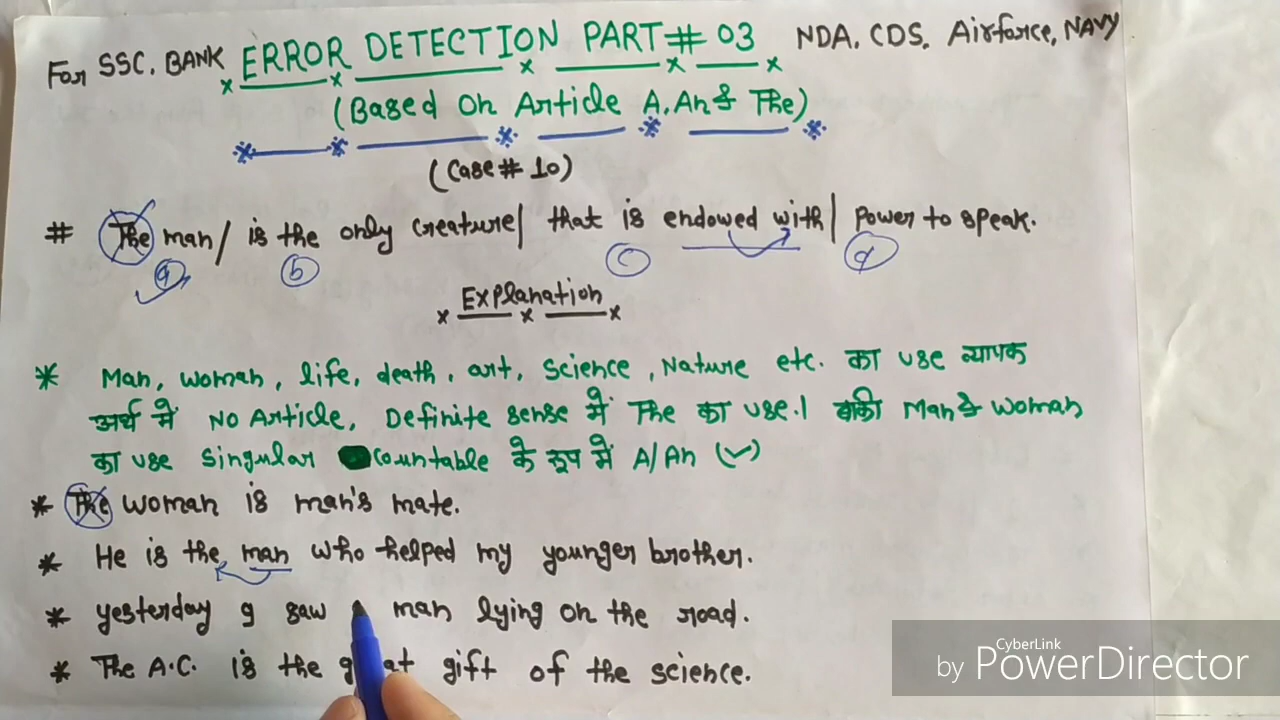 For SSC, BANK ERROR DETECTION PART # 03 NDA, CDS, Airforce, NAVY
(Based On Article A, An & The)
(Case # 10)
# The man / is the only creature / that is endowed with / power to speak.
a b c d
Explanation
* Man, woman, life, death, art, Science, Nature etc. का use व्यापक
अर्थ में NO Article, Definite sense में The का use। बाकी Man & woman
का use Singular Countable के रूप में A/An (✓)
* The woman is man's mate.
* He is the man who helped my younger brother.
* yesterday I saw man lying on the road.
* The A.C. is the gift of the science.
by CyberLink PowerDirector